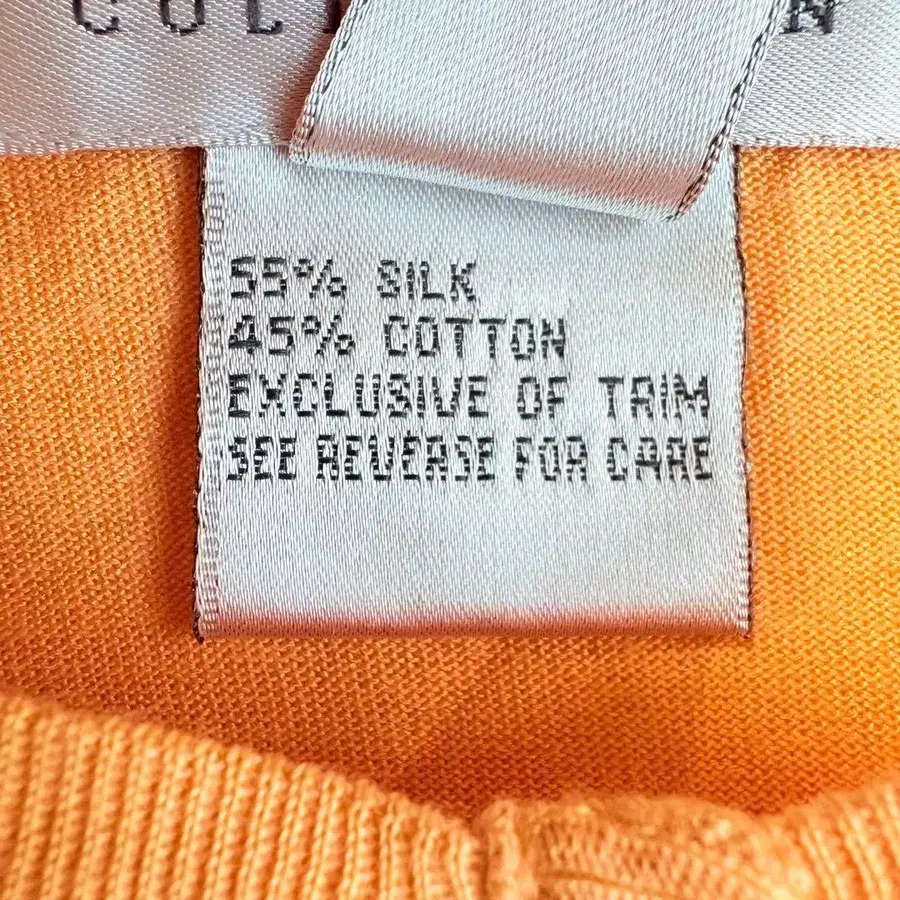 55% SILK
45% COTTON
EXCLUSIVE OF TRIM
SEE REVERSE FOR CARE